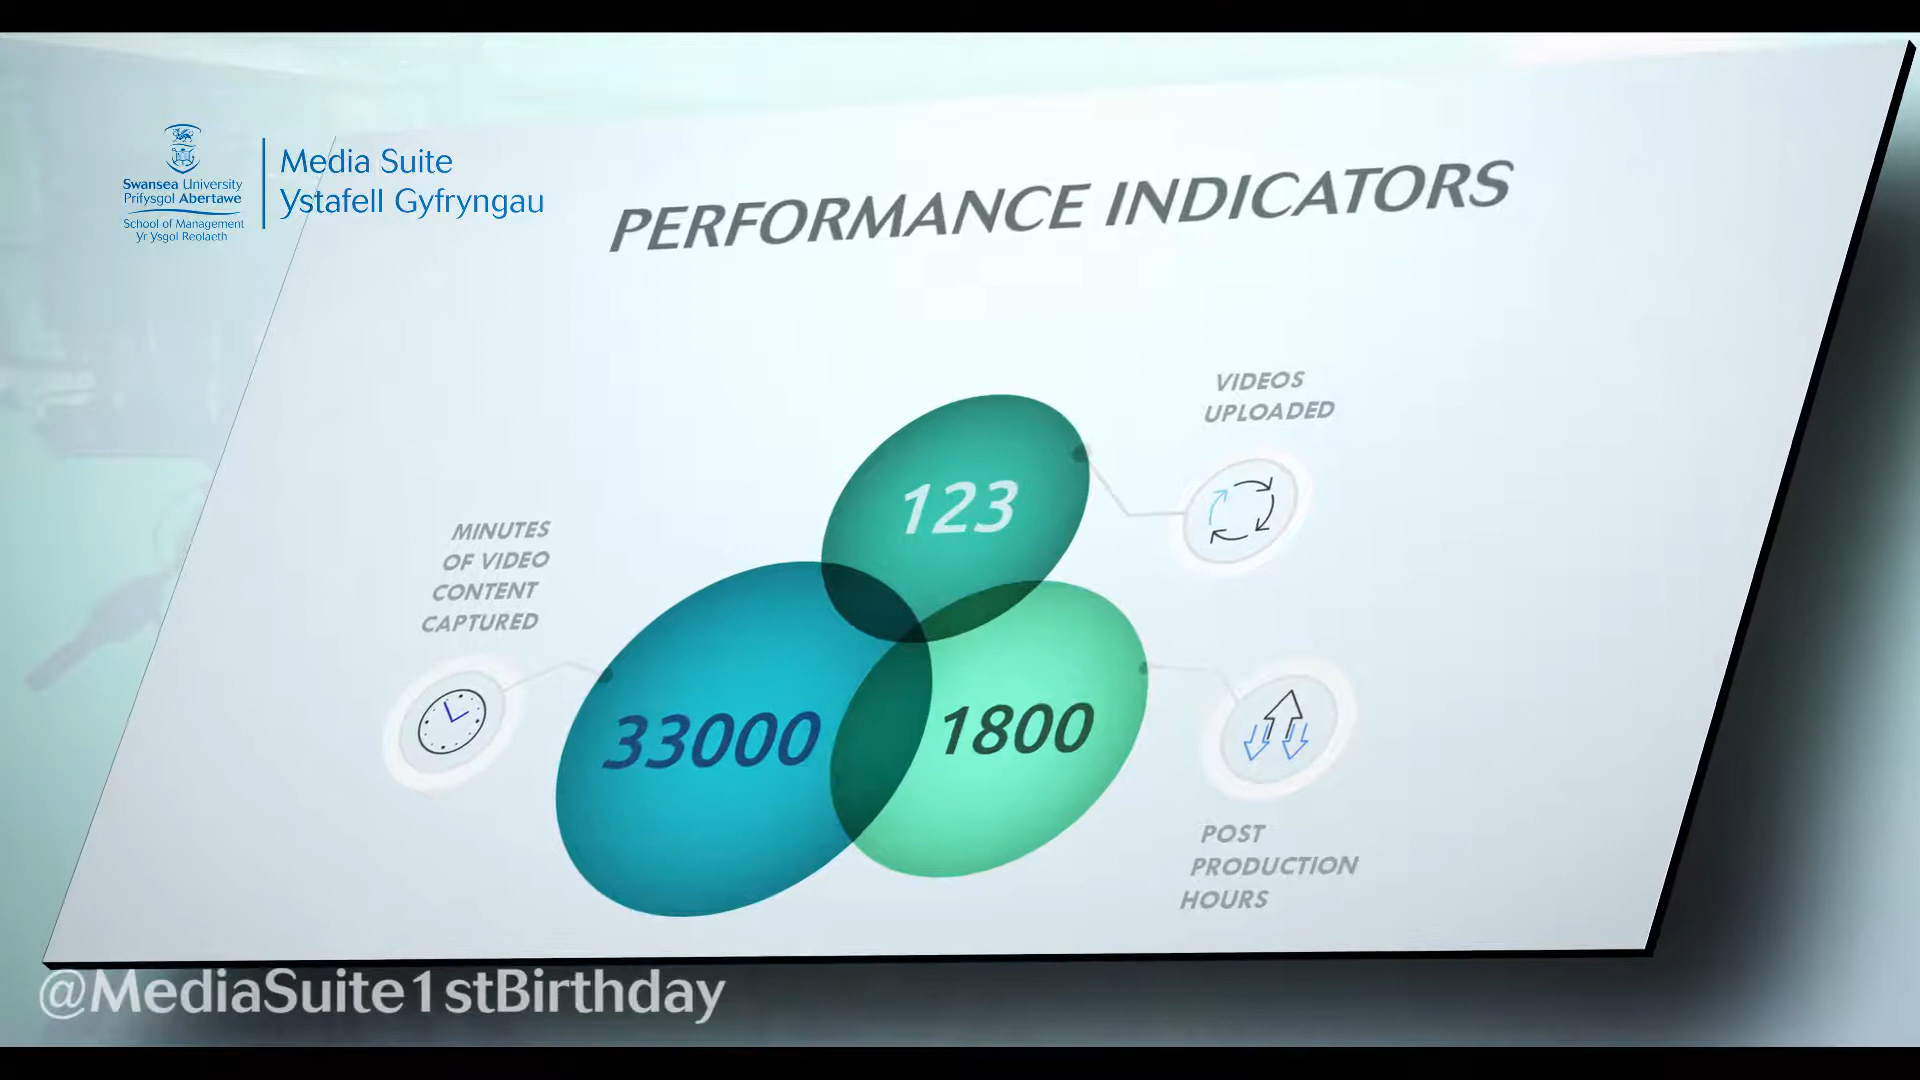 Swansea University
Prifysgol Abertawe
School of Management
Yr Ysgol Reolaeth
Media Suite
Ystafell Gyfryngau
PERFORMANCE INDICATORS
VIDEOS
UPLOADED
123
MINUTES
OF VIDEO
CONTENT
CAPTURED
33000
1800
POST
PRODUCTION
HOURS
@MediaSuite1stBirthday